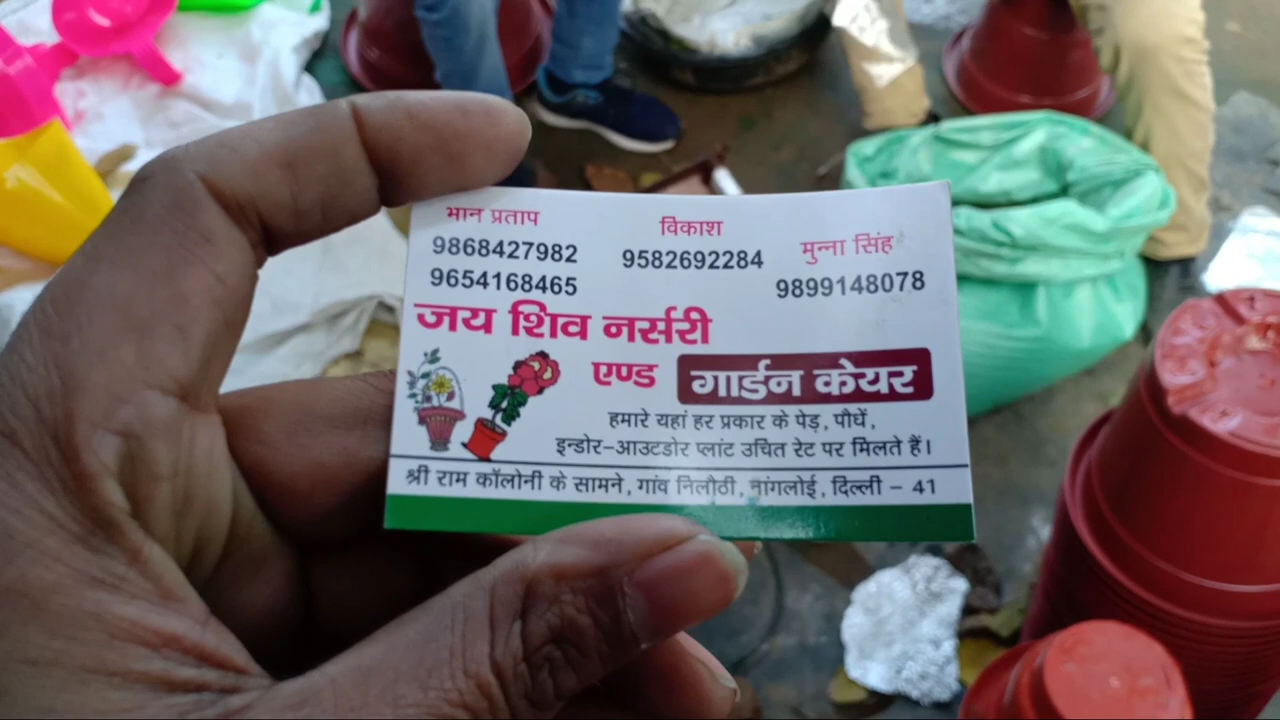 भान प्रताप
9868427982
9654168465
विकाश
9582692284
मुन्ना सिंह
9899148078
जय शिव नर्सरी
एण्ड गार्डन केयर
हमारे यहां हर प्रकार के पेड़, पौधें,
इन्डोर-आउटडोर प्लांट उचित रेट पर मिलते हैं।
श्री राम कॉलोनी के सामने, गांव निलौठी, नांगलोई, दिल्ली - 41